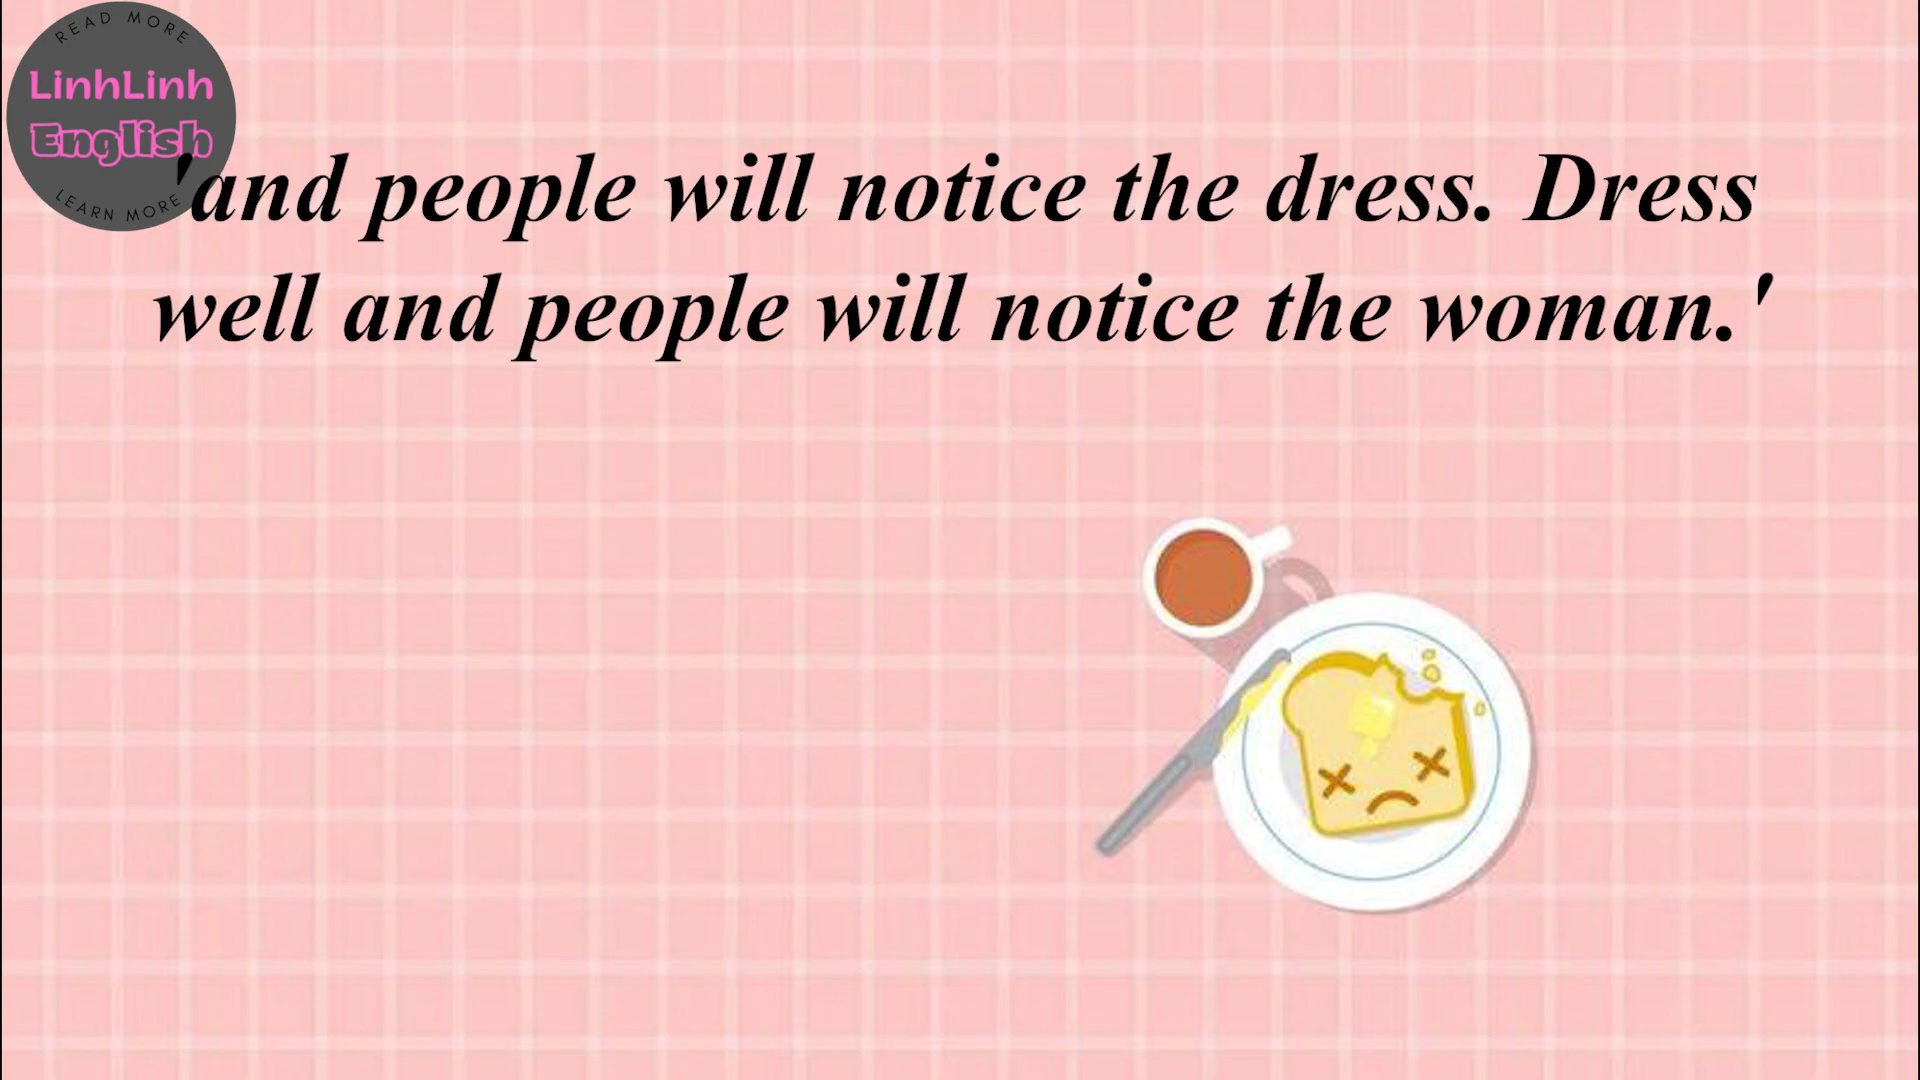 READ MORE
LinhLinh
English
LEARN MORE
'and people will notice the dress. Dress
well and people will notice the woman.'